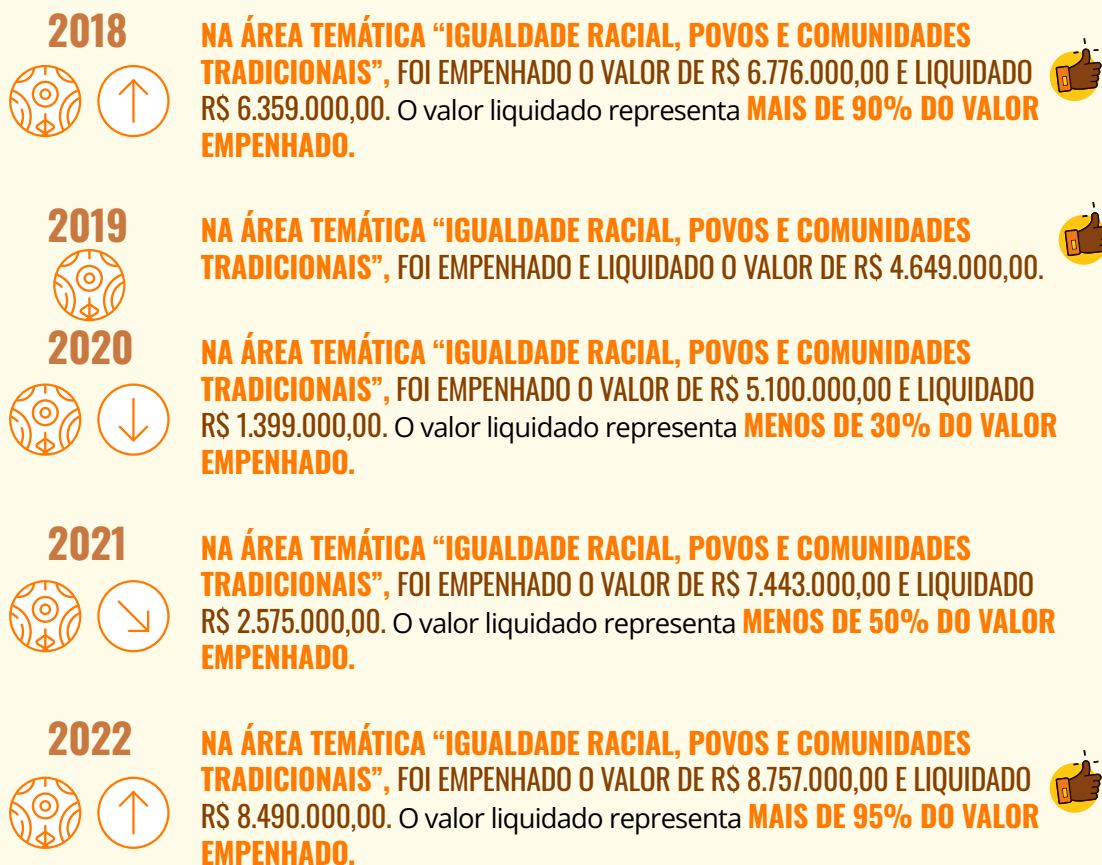 2018
NA ÁREA TEMÁTICA “IGUALDADE RACIAL, POVOS E COMUNIDADES
TRADICIONAIS”, FOI EMPENHADO O VALOR DE R$ 6.776.000,00 E LIQUIDADO
R$ 6.359.000,00. O valor liquidado representa MAIS DE 90% DO VALOR
EMPENHADO.
2019
NA ÁREA TEMÁTICA “IGUALDADE RACIAL, POVOS E COMUNIDADES
TRADICIONAIS”, FOI EMPENHADO E LIQUIDADO O VALOR DE R$ 4.649.000,00.
2020
NA ÁREA TEMÁTICA “IGUALDADE RACIAL, POVOS E COMUNIDADES
TRADICIONAIS”, FOI EMPENHADO O VALOR DE R$ 5.100.000,00 E LIQUIDADO
R$ 1.399.000,00. O valor liquidado representa MENOS DE 30% DO VALOR
EMPENHADO.
2021
NA ÁREA TEMÁTICA “IGUALDADE RACIAL, POVOS E COMUNIDADES
TRADICIONAIS”, FOI EMPENHADO O VALOR DE R$ 7.443.000,00 E LIQUIDADO
R$ 2.575.000,00. O valor liquidado representa MENOS DE 50% DO VALOR
EMPENHADO.
2022
NA ÁREA TEMÁTICA “IGUALDADE RACIAL, POVOS E COMUNIDADES
TRADICIONAIS”, FOI EMPENHADO O VALOR DE R$ 8.757.000,00 E LIQUIDADO
R$ 8.490.000,00. O valor liquidado representa MAIS DE 95% DO VALOR
EMPENHADO.